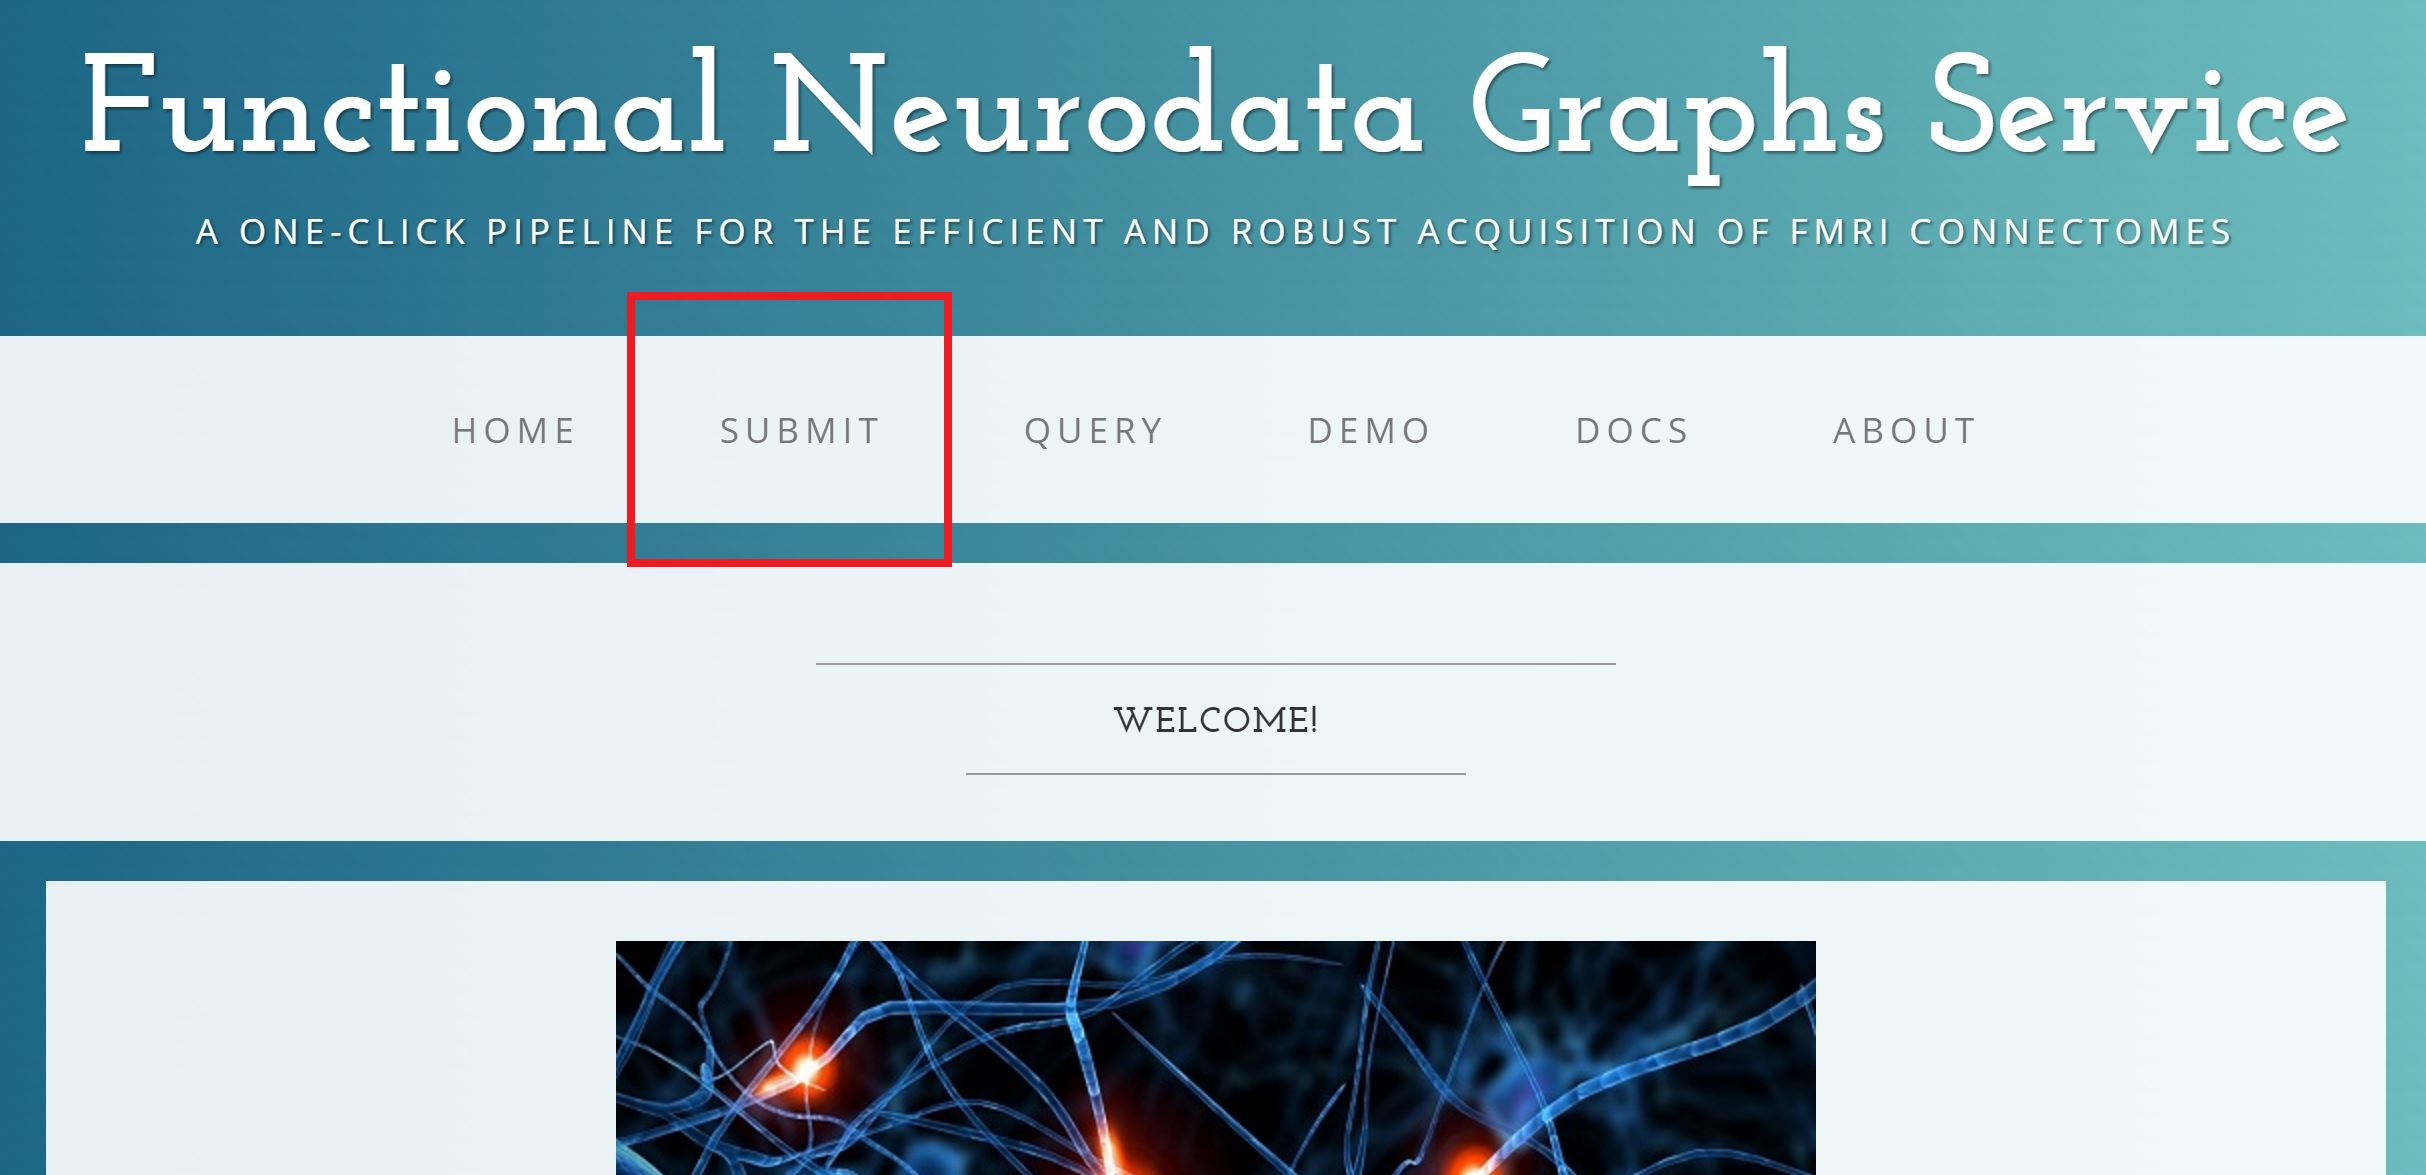 Functional Neurodata Graphs Service
A ONE-CLICK PIPELINE FOR THE EFFICIENT AND ROBUST ACQUISITION OF FMRI CONNECTOMES
HOME SUBMIT QUERY DEMO DOCS ABOUT
WELCOME!